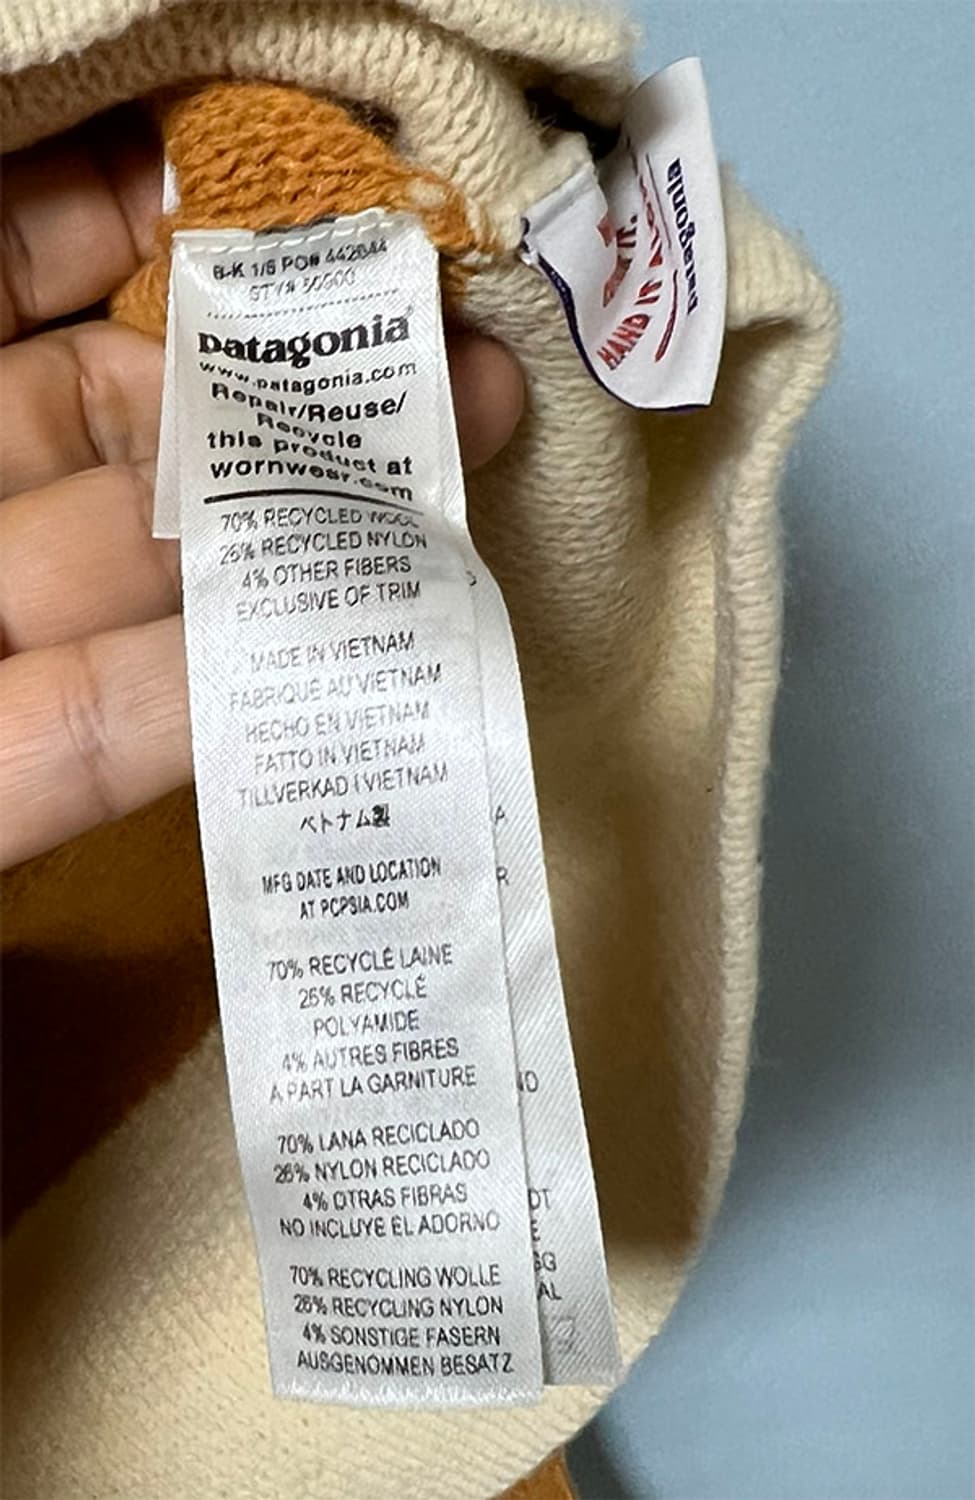 B-K 1/6 PO# 442644
STY# 50900
patagonia
www.patagonia.com
Repair/Reuse/
Recycle
this product at
wornwear.com
70% RECYCLED WOOL
26% RECYCLED NYLON
4% OTHER FIBERS
EXCLUSIVE OF TRIM
MADE IN VIETNAM
FABRIQUE AU VIETNAM
HECHO EN VIETNAM
FATTO IN VIETNAM
TILLVERKAD I VIETNAM
ベトナム製
MFG DATE AND LOCATION
AT PCPSIA.COM
70% RECYCLÉ LAINE
26% RECYCLÉ
POLYAMIDE
4% AUTRES FIBRES
A PART LA GARNITURE
70% LANA RECICLADO
26% NYLON RECICLADO
4% OTRAS FIBRAS
NO INCLUYE EL ADORNO
70% RECYCLING WOLLE
26% RECYCLING NYLON
4% SONSTIGE FASERN
AUSGENOMMEN BESATZ
IT.
HAND IT
patagonia